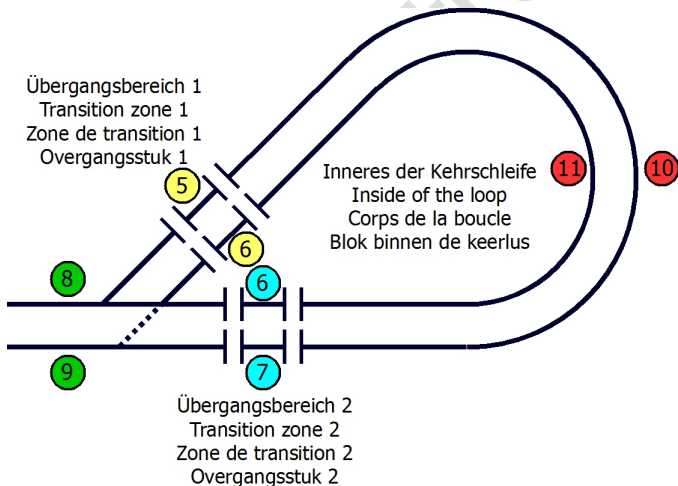 Übergangsbereich 1
Transition zone 1
Zone de transition 1
Overgangsstuk 1
5
Inneres der Kehrschleife
Inside of the loop
Corps de la boucle
Blok binnen de keerlus
11
10
6
8
6
9
7
Übergangsbereich 2
Transition zone 2
Zone de transition 2
Overgangsstuk 2